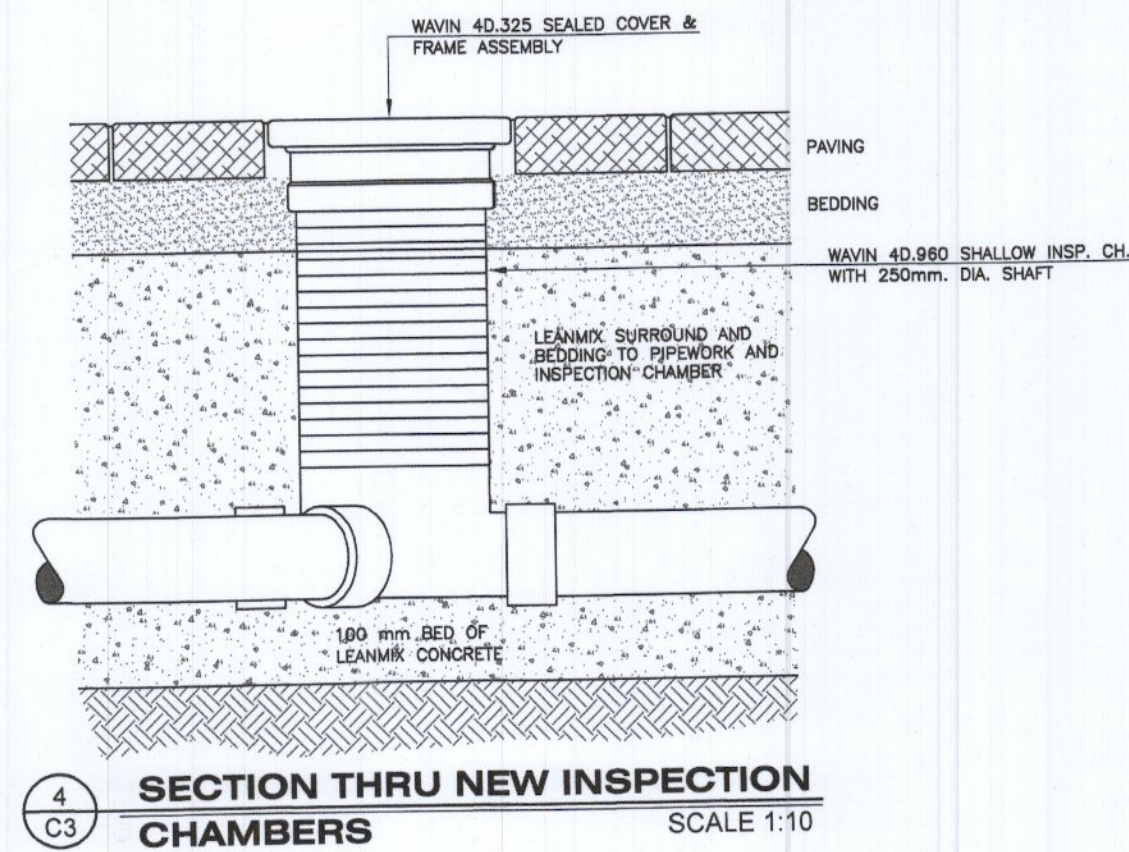 WAVIN 4D.325 SEALED COVER &
FRAME ASSEMBLY
PAVING
BEDDING
WAVIN 4D.960 SHALLOW INSP. CH.
WITH 250mm. DIA. SHAFT
LEANMIX SURROUND AND
BEDDING TO PIPEWORK AND
INSPECTION CHAMBER
100 mm BED OF
LEANMIX CONCRETE
4
C3
SECTION THRU NEW INSPECTION
CHAMBERS
SCALE 1:10